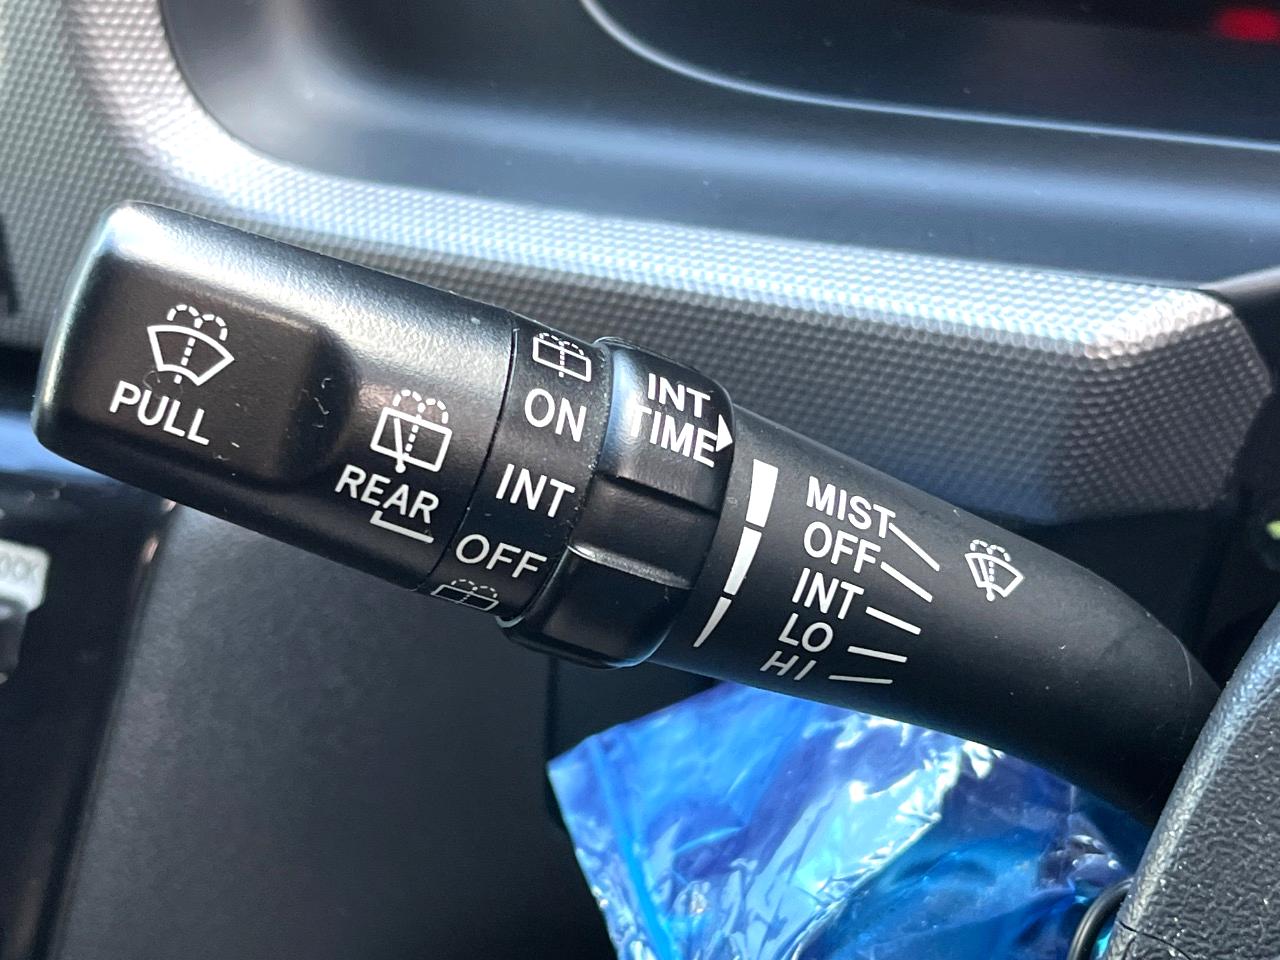 PULL
REAR
ON
INT
OFF
INT
TIME
MIST
OFF
INT
LO
HI